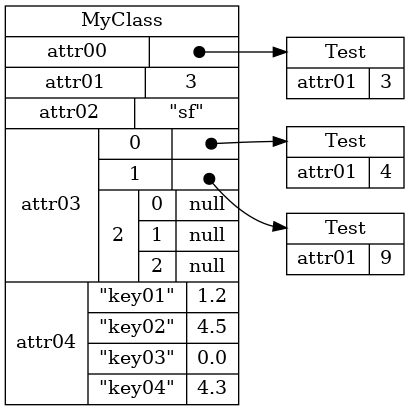 MyClass
attr00
Test
attr01 3
attr01 3
attr02 "sf"
attr03
0
Test
attr01 4
1
2
0 null
1 null
2 null
Test
attr01 9
attr04
"key01" 1.2
"key02" 4.5
"key03" 0.0
"key04" 4.3